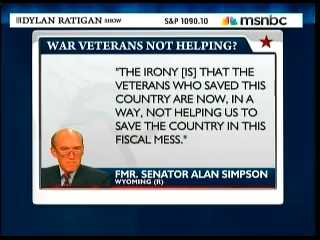 THE DYLAN RATIGAN SHOW
S&P 1090.10
msnbc
WAR VETERANS NOT HELPING?
"THE IRONY [IS] THAT THE
VETERANS WHO SAVED THIS
COUNTRY ARE NOW, IN A
WAY, NOT HELPING US TO
SAVE THE COUNTRY IN THIS
FISCAL MESS."
FMR. SENATOR ALAN SIMPSON
WYOMING (R)